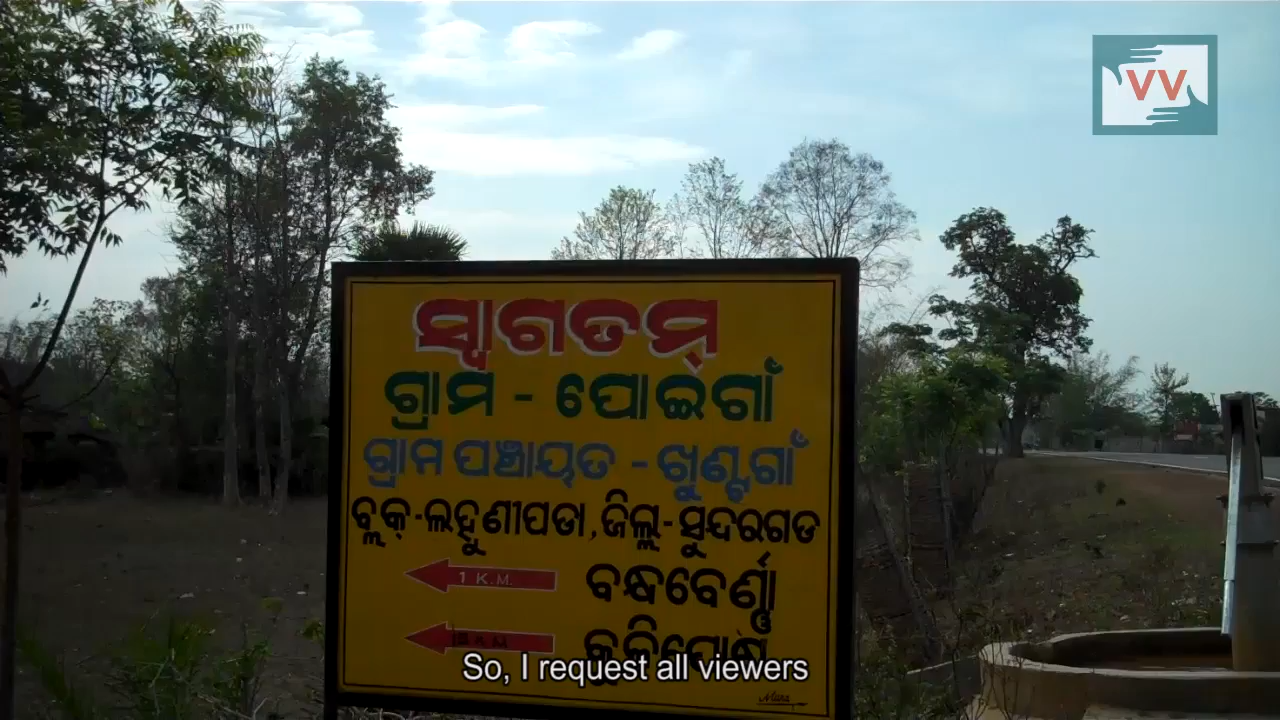 VV
ସ୍ୱାଗତମ୍
ଗ୍ରାମ - ପୋଇଗାଁ
ଗ୍ରାମ ପଞ୍ଚାୟତ - ଖୁଣ୍ଟଗାଁ
ବ୍ଲକ୍-ଲହୁଣୀପଡା,ଜିଲ୍ଲା-ସୁନ୍ଦରଗଡ
1 K.M. ବନ୍ଧବେର୍ଣ୍ଣା
So, I request all viewers